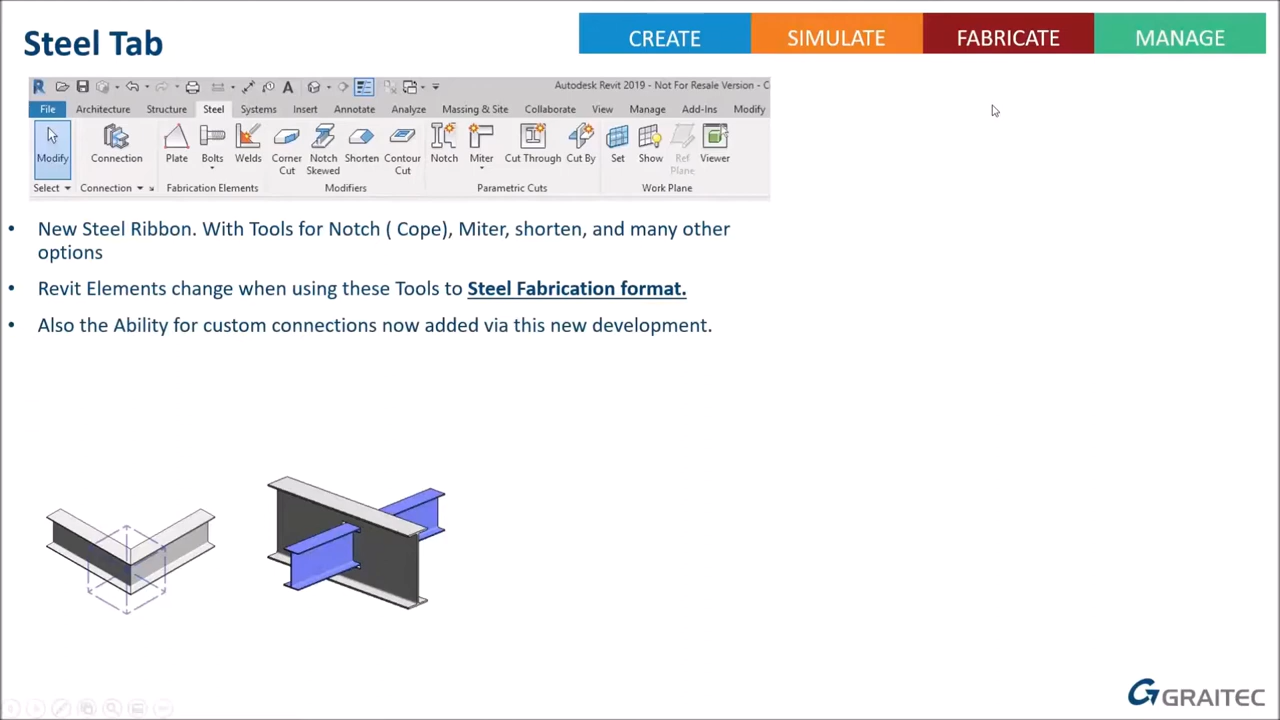 Steel Tab
CREATE
SIMULATE
FABRICATE
MANAGE
Autodesk Revit 2019 - Not For Resale Version - C
File Architecture Structure Steel Systems Insert Annotate Analyze Massing & Site Collaborate View Manage Add-Ins Modify
Modify Connection Plate Bolts Welds Corner Cut Notch Skewed Shorten Contour Cut Notch Miter Cut Through Cut By Set Show Ref Plane Viewer
Select Connection Fabrication Elements Modifiers Parametric Cuts Work Plane
• New Steel Ribbon. With Tools for Notch ( Cope), Miter, shorten, and many other
options
• Revit Elements change when using these Tools to Steel Fabrication format.
• Also the Ability for custom connections now added via this new development.
GRAITEC